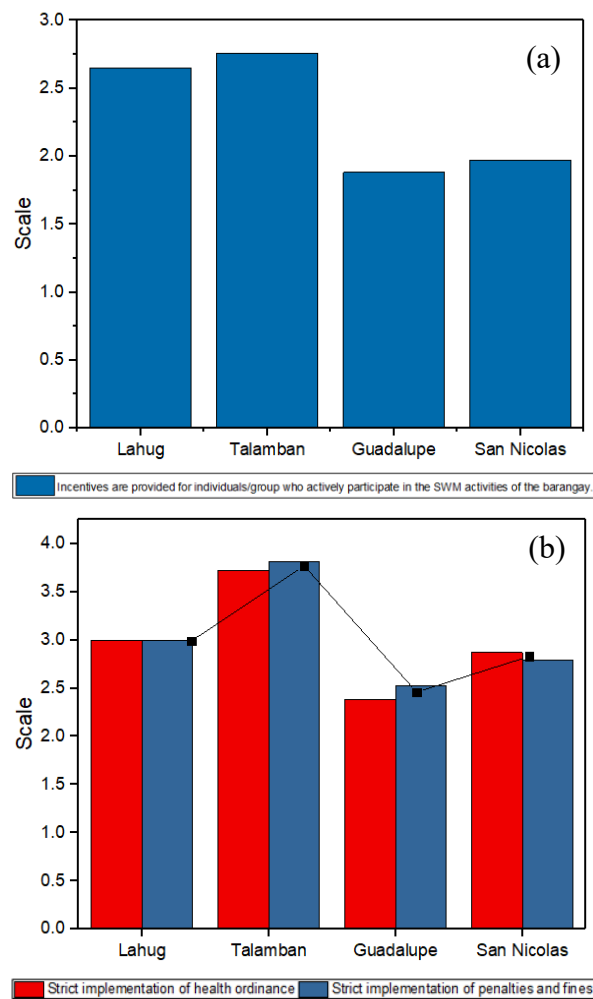 3.0
(a)
2.5
2.0
1.5
1.0
0.5
0.0
Scale
Lahug Talamban Guadalupe San Nicolas
Incentives are provided for individuals/group who actively participate in the SWM activities of the barangay.
(b)
4.0
3.5
3.0
2.5
2.0
1.5
1.0
0.5
0.0
Scale
Lahug Talamban Guadalupe San Nicolas
Strict implementation of health ordinance Strict implementation of penalties and fines